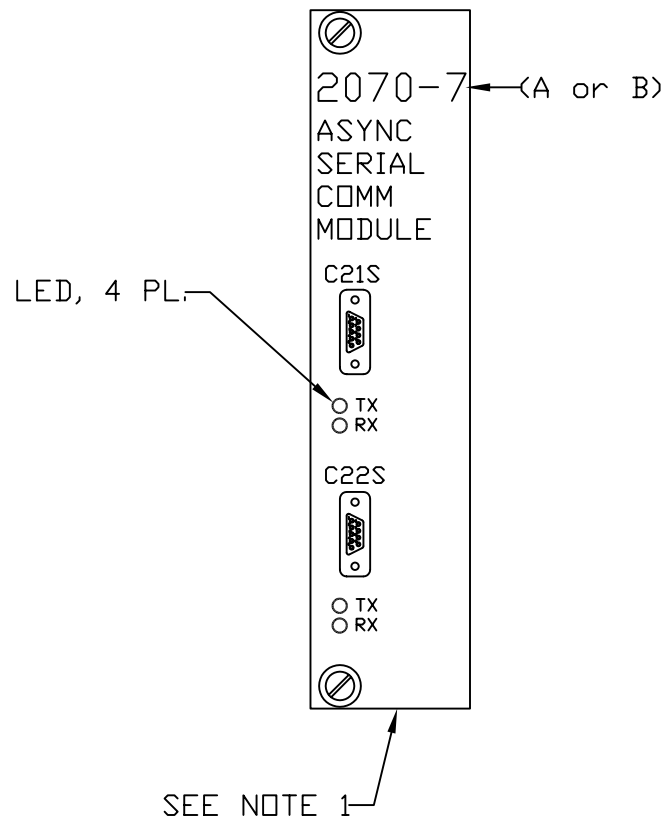 2070-7
(A or B)
ASYNC
SERIAL
COMM
MODULE
C21S
LED, 4 PL.
TX
RX
C22S
TX
RX
SEE NOTE 1